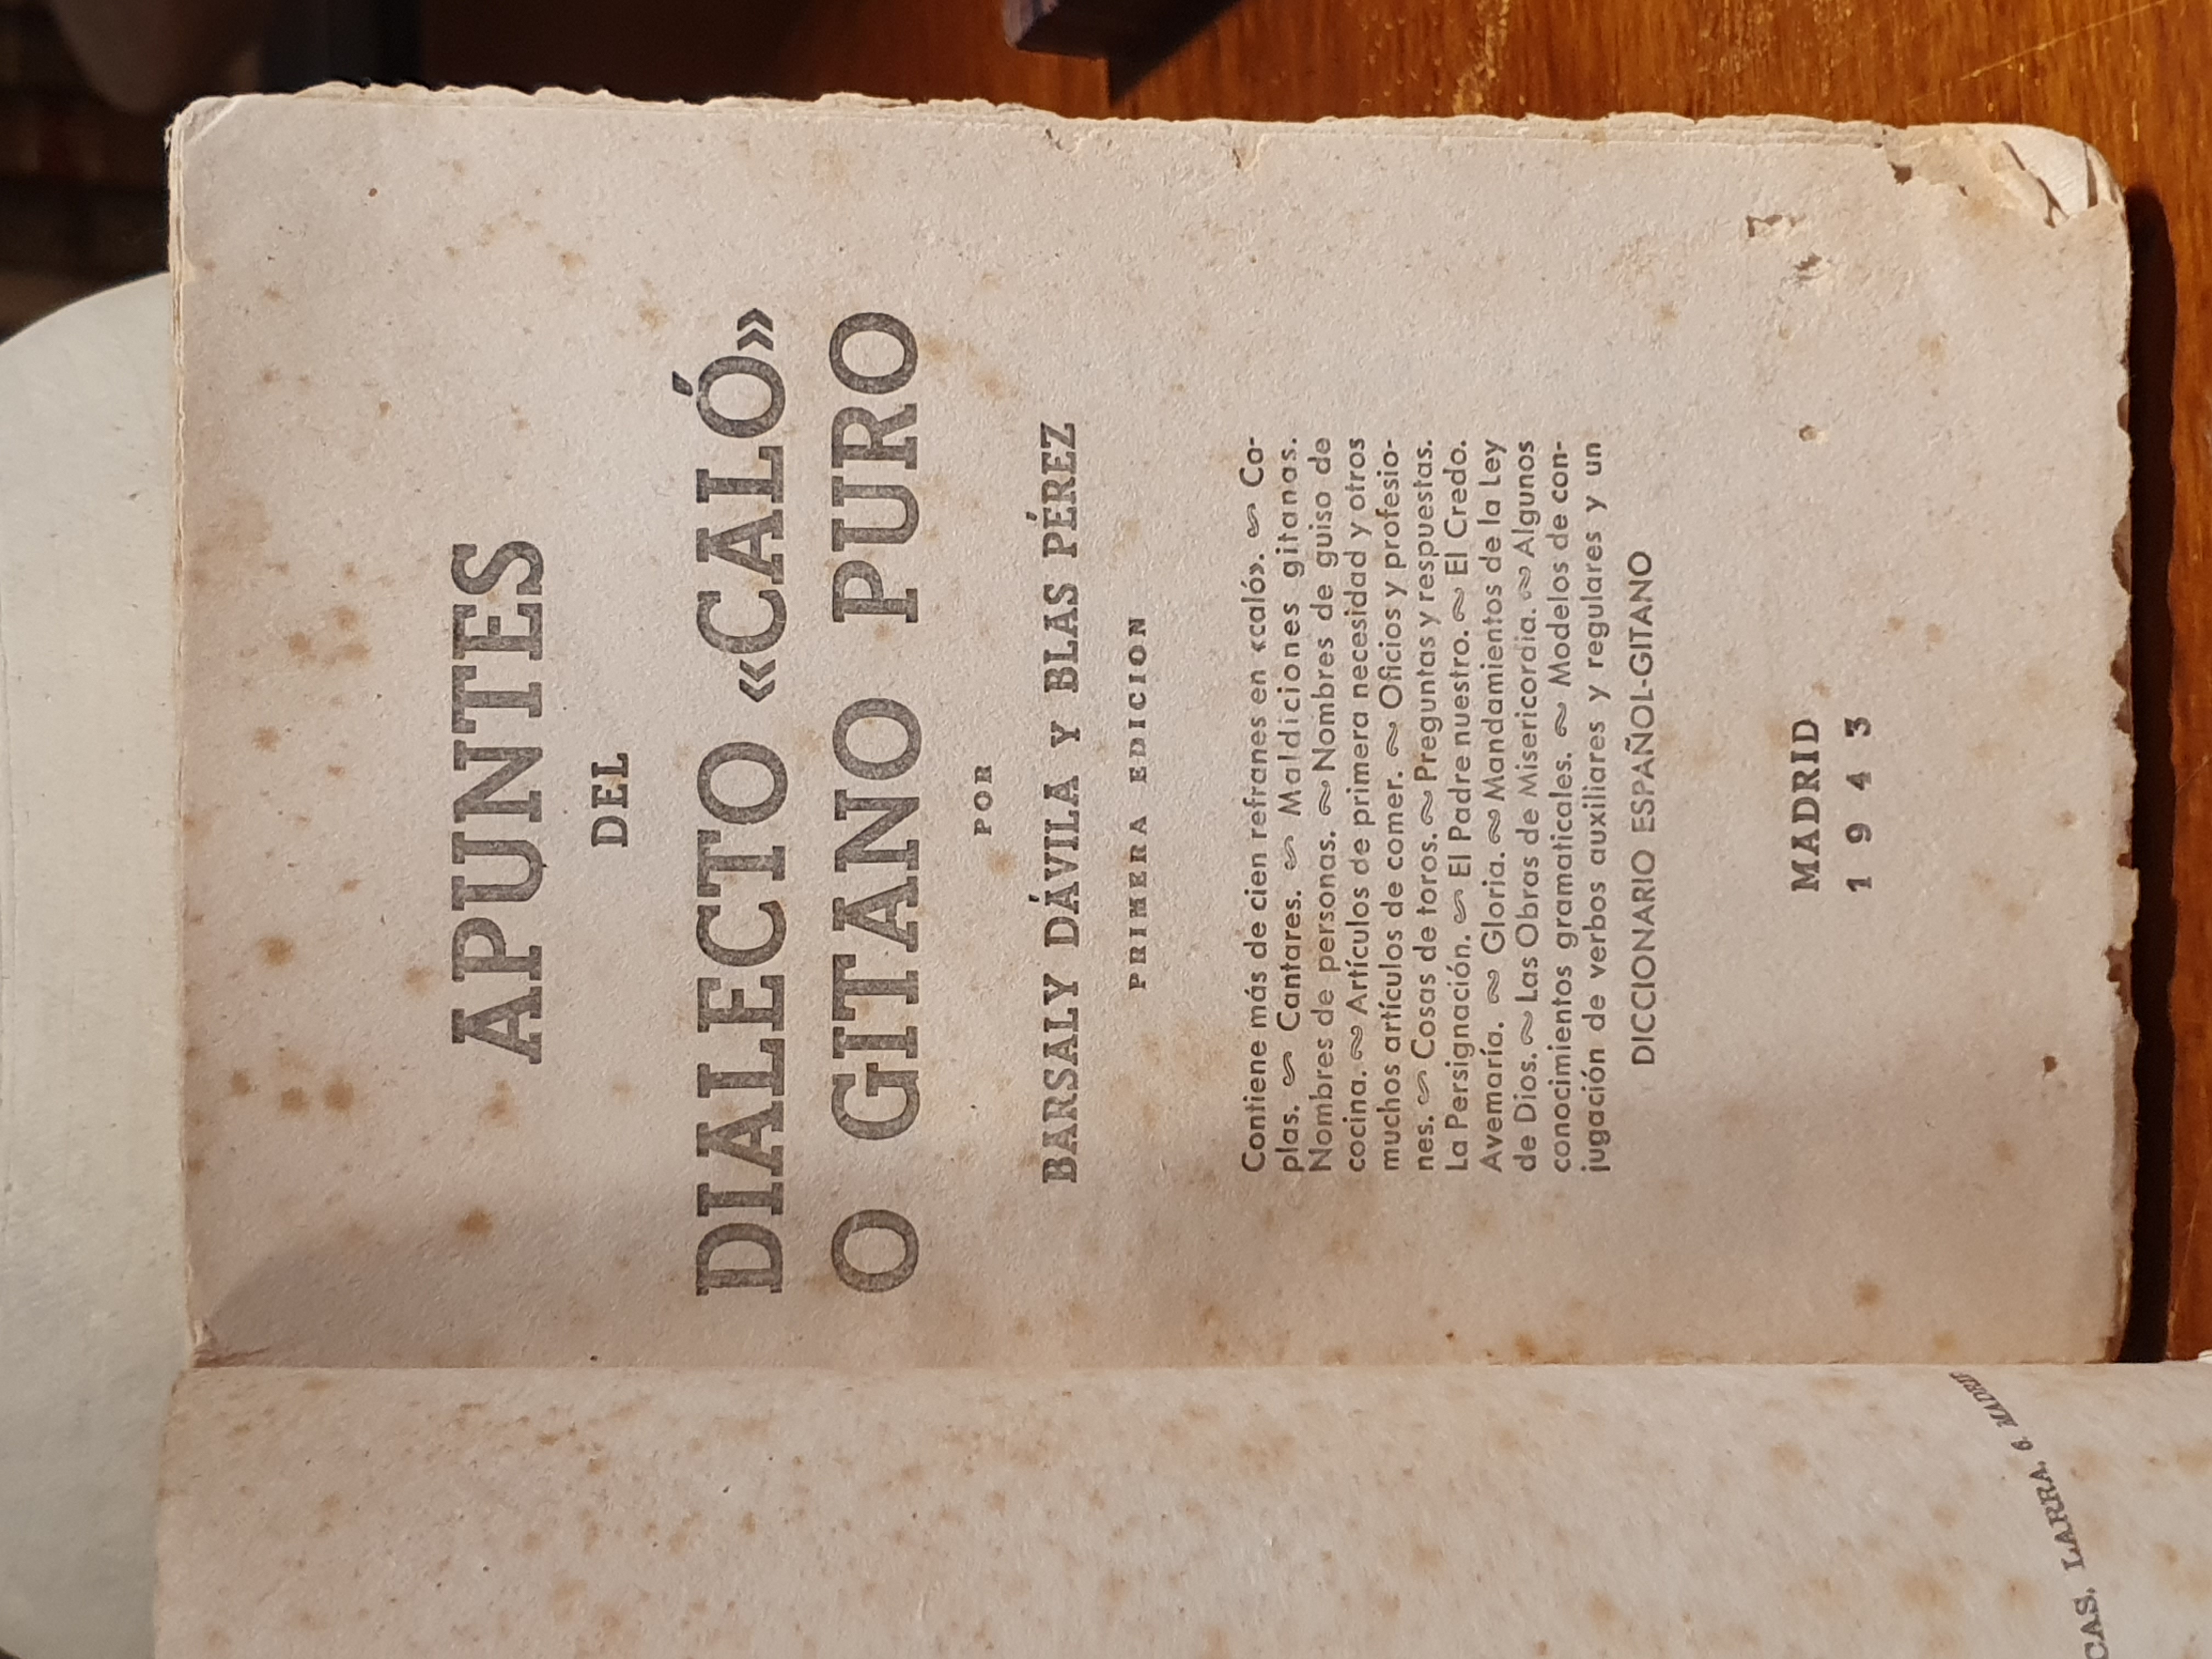 APUNTES
DEL
DIALECTO «CALÓ»
O GITANO PURO
POR
BARSALY DÁVILA Y BLAS PÉREZ
PRIMERA EDICION
Contiene más de cien refranes en «caló». ~ Co-
plas. ~ Cantares. ~ Maldiciones gitanas.
Nombres de personas. ~ Nombres de guiso de
cocina. ~ Artículos de primera necesidad y otros
muchos artículos de comer. ~ Oficios y profesio-
nes. ~ Cosas de toros. ~ Preguntas y respuestas.
La Persignación. ~ El Padre nuestro. ~ El Credo.
Avemaría. ~ Gloria. ~ Mandamientos de la Ley
de Dios. ~ Las Obras de Misericordia. ~ Algunos
conocimientos gramaticales. ~ Modelos de con-
jugación de verbos auxiliares y regulares y un
DICCIONARIO ESPAÑOL-GITANO
MADRID
1943
CAS. LARRA, 6. MADRID